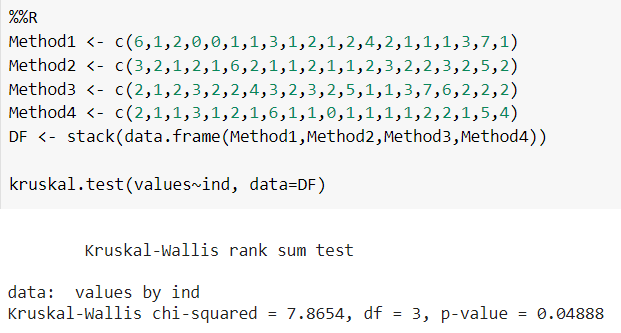 %%R
Method1 <- c(6,1,2,0,0,1,1,3,1,2,1,2,4,2,1,1,1,3,7,1)
Method2 <- c(3,2,1,2,1,6,2,1,1,2,1,1,2,3,2,2,3,2,5,2)
Method3 <- c(2,1,2,3,2,2,4,3,2,3,2,5,1,1,3,7,6,2,2,2)
Method4 <- c(2,1,1,3,1,2,1,6,1,1,0,1,1,1,1,2,2,1,5,4)
DF <- stack(data.frame(Method1,Method2,Method3,Method4))
kruskal.test(values~ind, data=DF)
Kruskal-Wallis rank sum test
data:  values by ind
Kruskal-Wallis chi-squared = 7.8654, df = 3, p-value = 0.04888